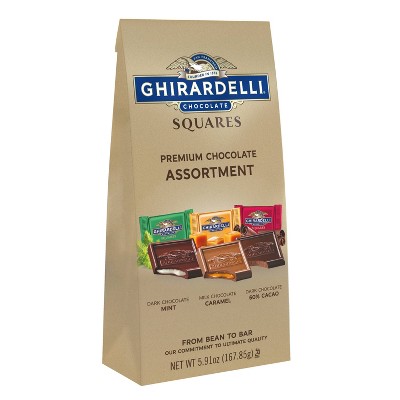 GHIRARDELLI
CHOCOLATE
SQUARES
PREMIUM CHOCOLATE
ASSORTMENT
DARK CHOCOLATE
MINT
MILK CHOCOLATE
CARAMEL
DARK CHOCOLATE
60% CACAO
FROM BEAN TO BAR
OUR COMMITMENT TO ULTIMATE QUALITY
NET WT 5.91oz (167.85g)